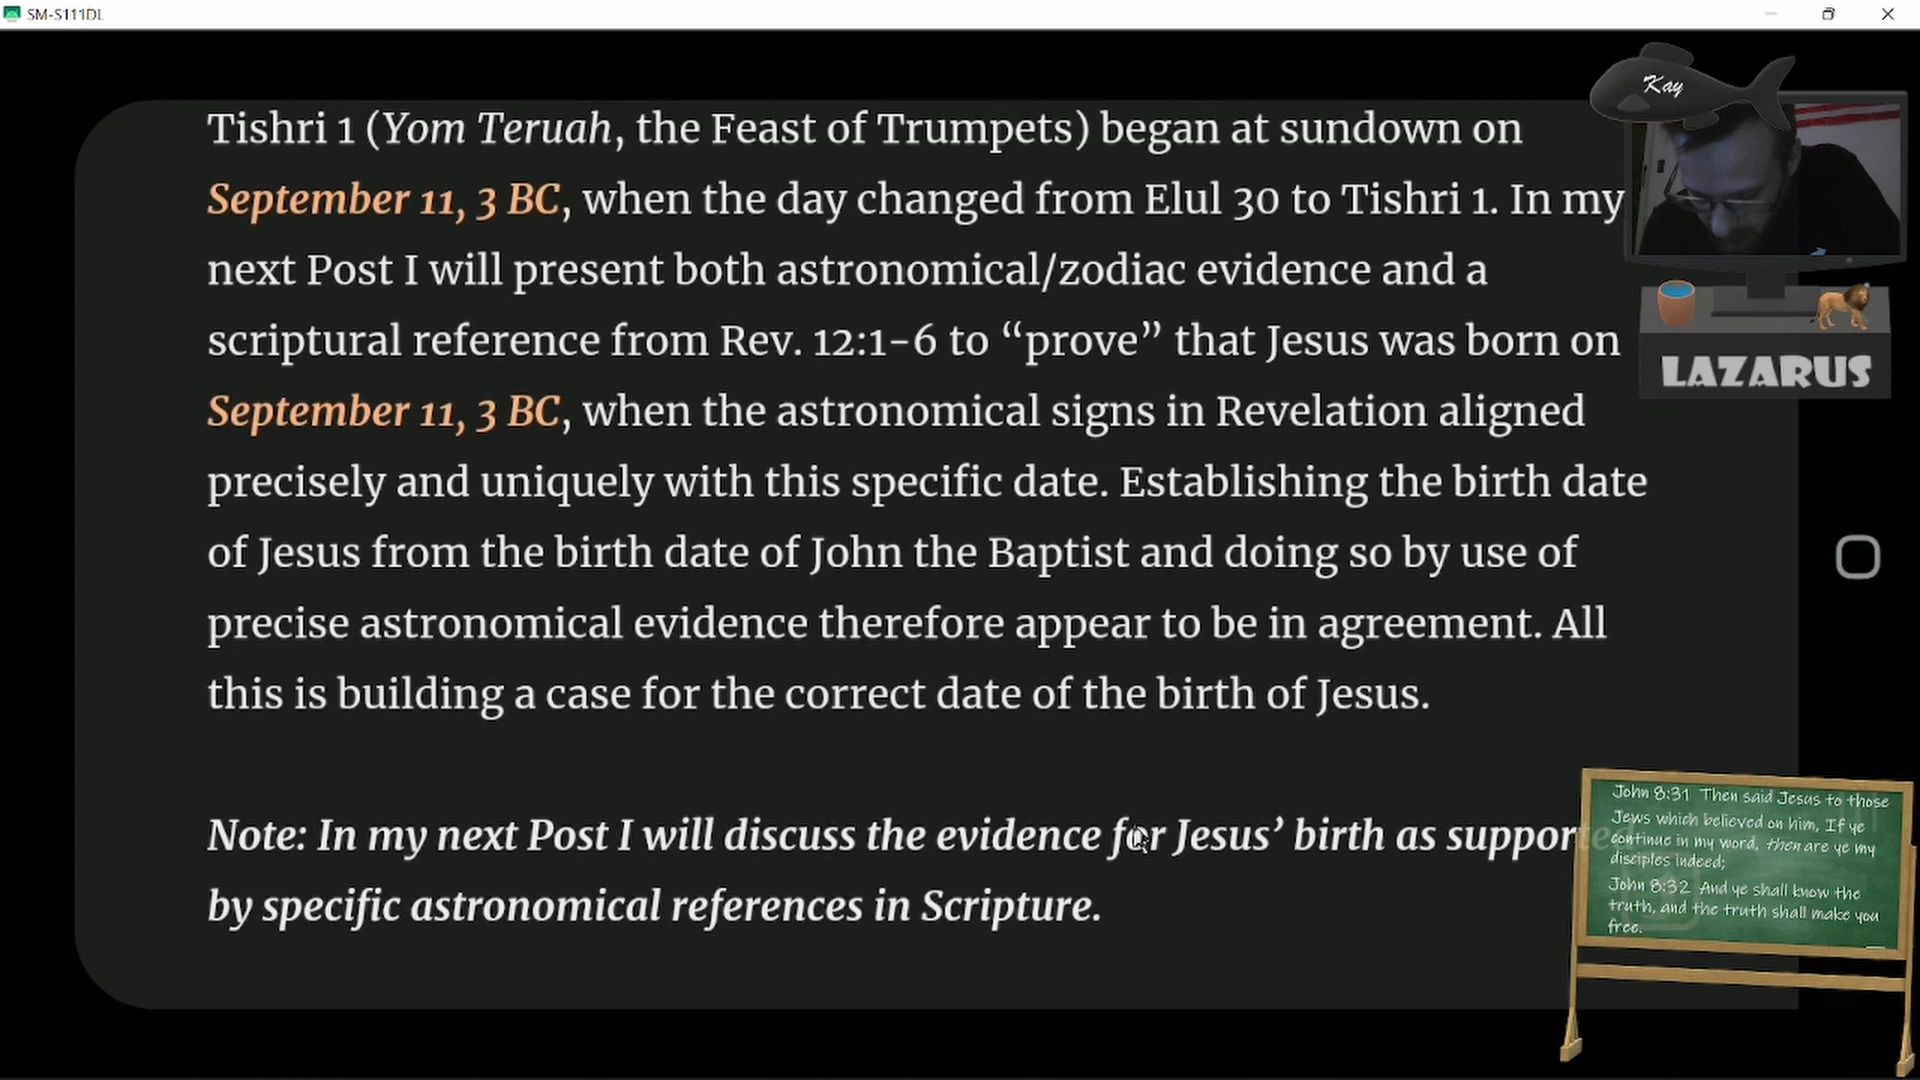 SM-S111DL
Kay
Tishri 1 (Yom Teruah, the Feast of Trumpets) began at sundown on
September 11, 3 BC, when the day changed from Elul 30 to Tishri 1. In my
next Post I will present both astronomical/zodiac evidence and a
scriptural reference from Rev. 12:1-6 to “prove” that Jesus was born on
September 11, 3 BC, when the astronomical signs in Revelation aligned
precisely and uniquely with this specific date. Establishing the birth date
of Jesus from the birth date of John the Baptist and doing so by use of
precise astronomical evidence therefore appear to be in agreement. All
this is building a case for the correct date of the birth of Jesus.
Note: In my next Post I will discuss the evidence for Jesus’ birth as supported
by specific astronomical references in Scripture.
LAZARUS
John 8:31 Then said Jesus to those
Jews which believed on him, If ye
continue in my word, then are ye my
disciples indeed;
John 8:32 And ye shall know the
truth, and the truth shall make you
free.